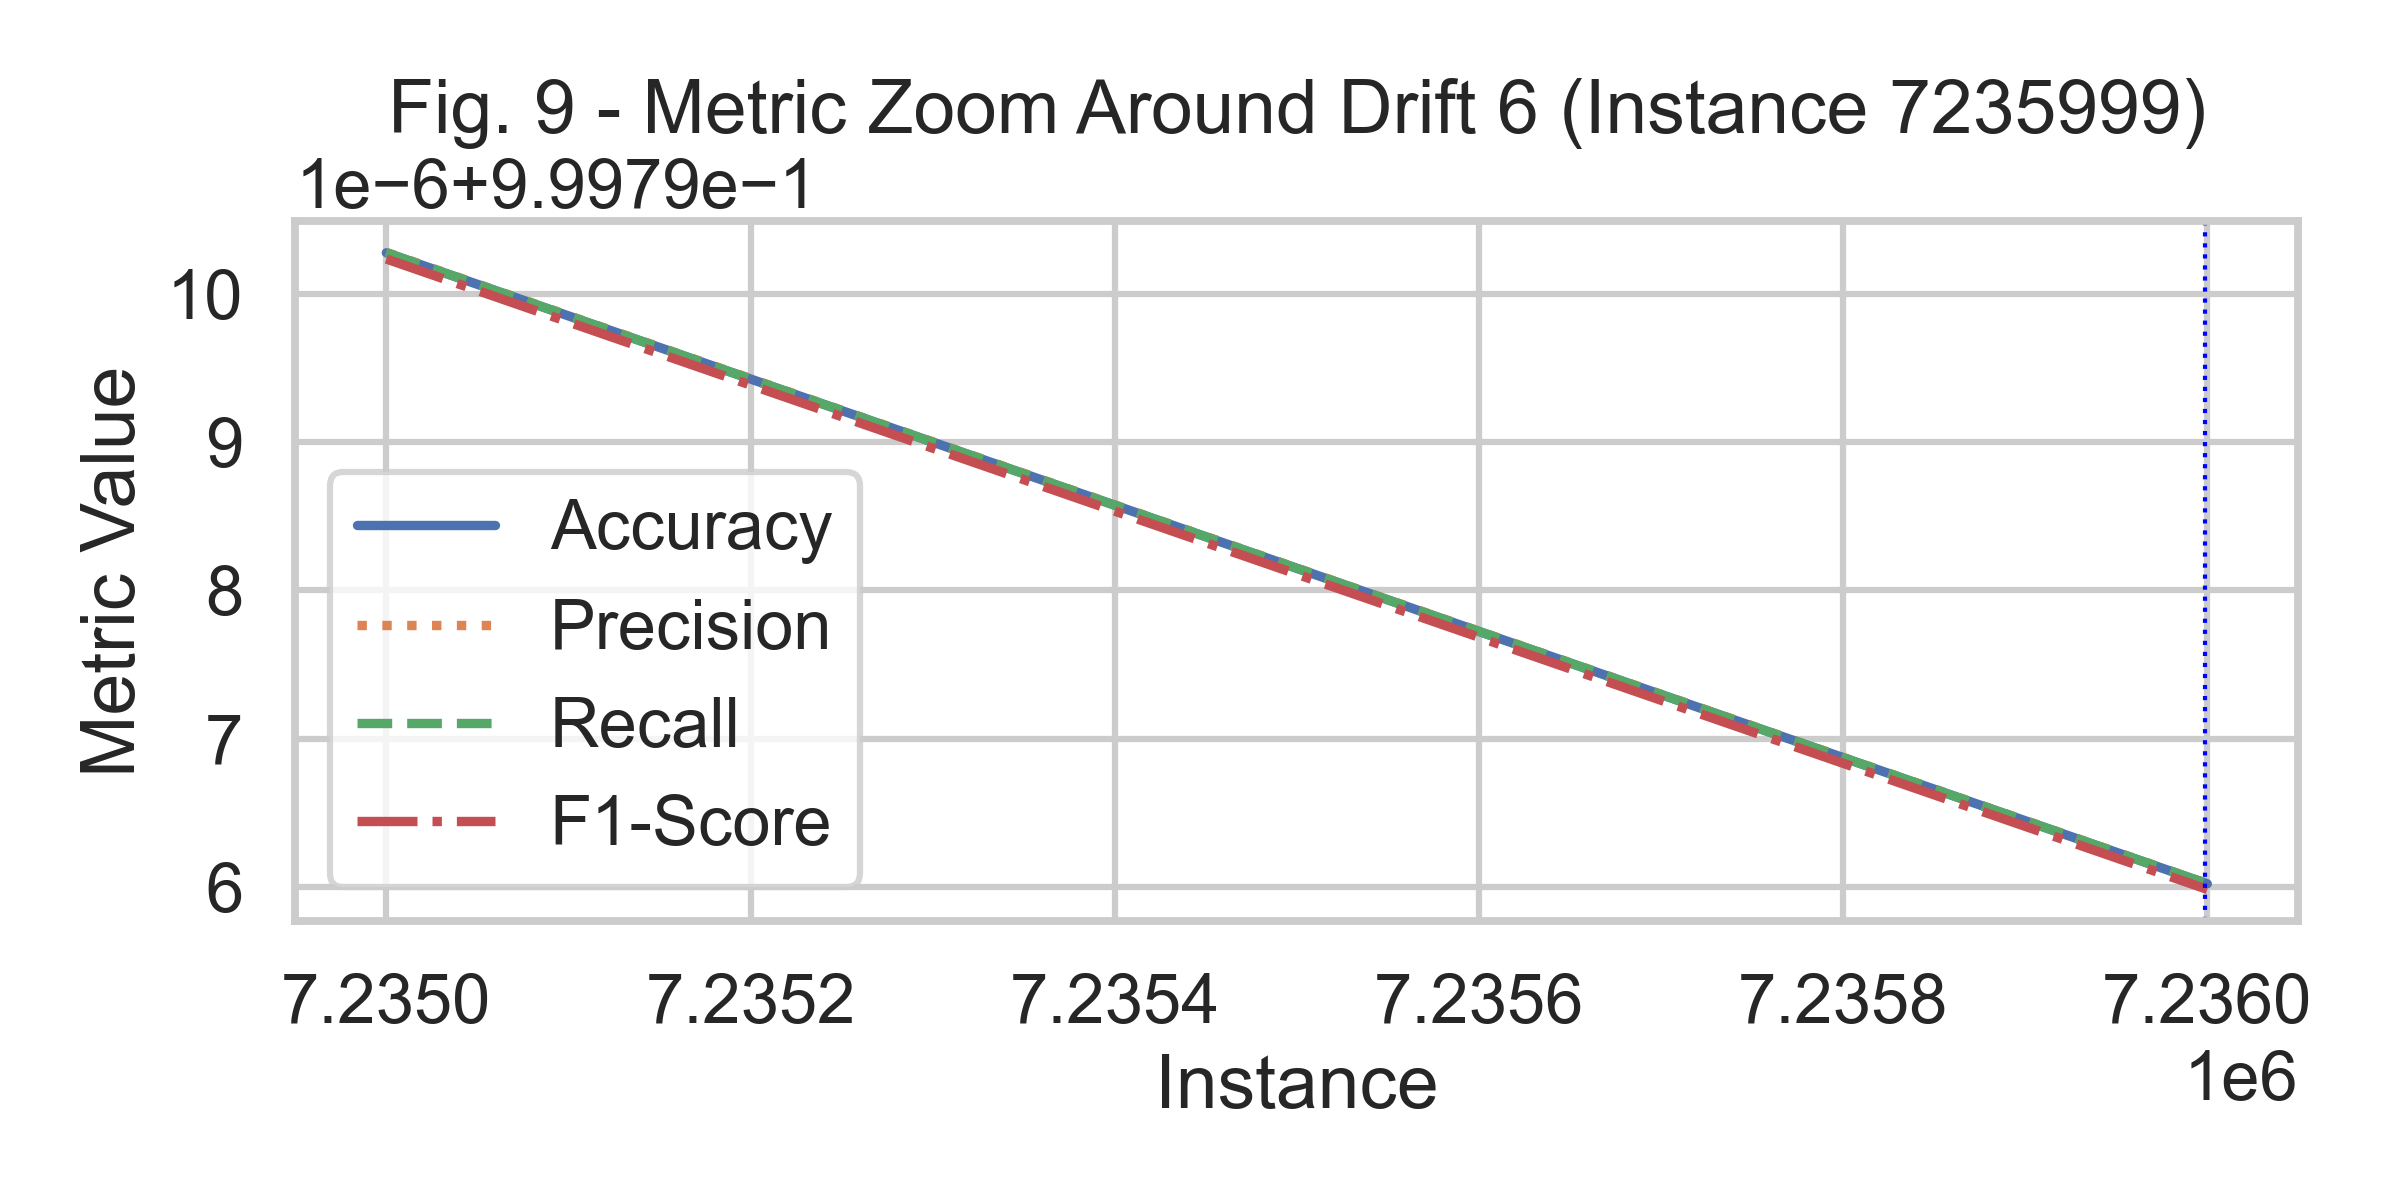 Fig. 9 - Metric Zoom Around Drift 6 (Instance 7235999)
1e−6+9.9979e−1
10
9
8
7
6
Metric Value
Accuracy
Precision
Recall
F1-Score
7.2350 7.2352 7.2354 7.2356 7.2358 7.2360
Instance
1e6